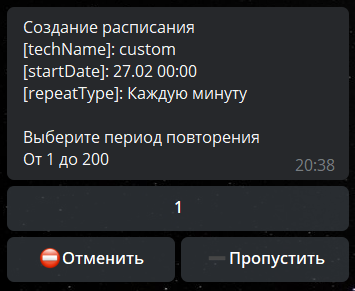 Создание расписания
[techName]: custom
[startDate]: 27.02 00:00
[repeatType]: Каждую минуту
Выберите период повторения
От 1 до 200
20:38
1
⛔Отменить
➖Пропустить